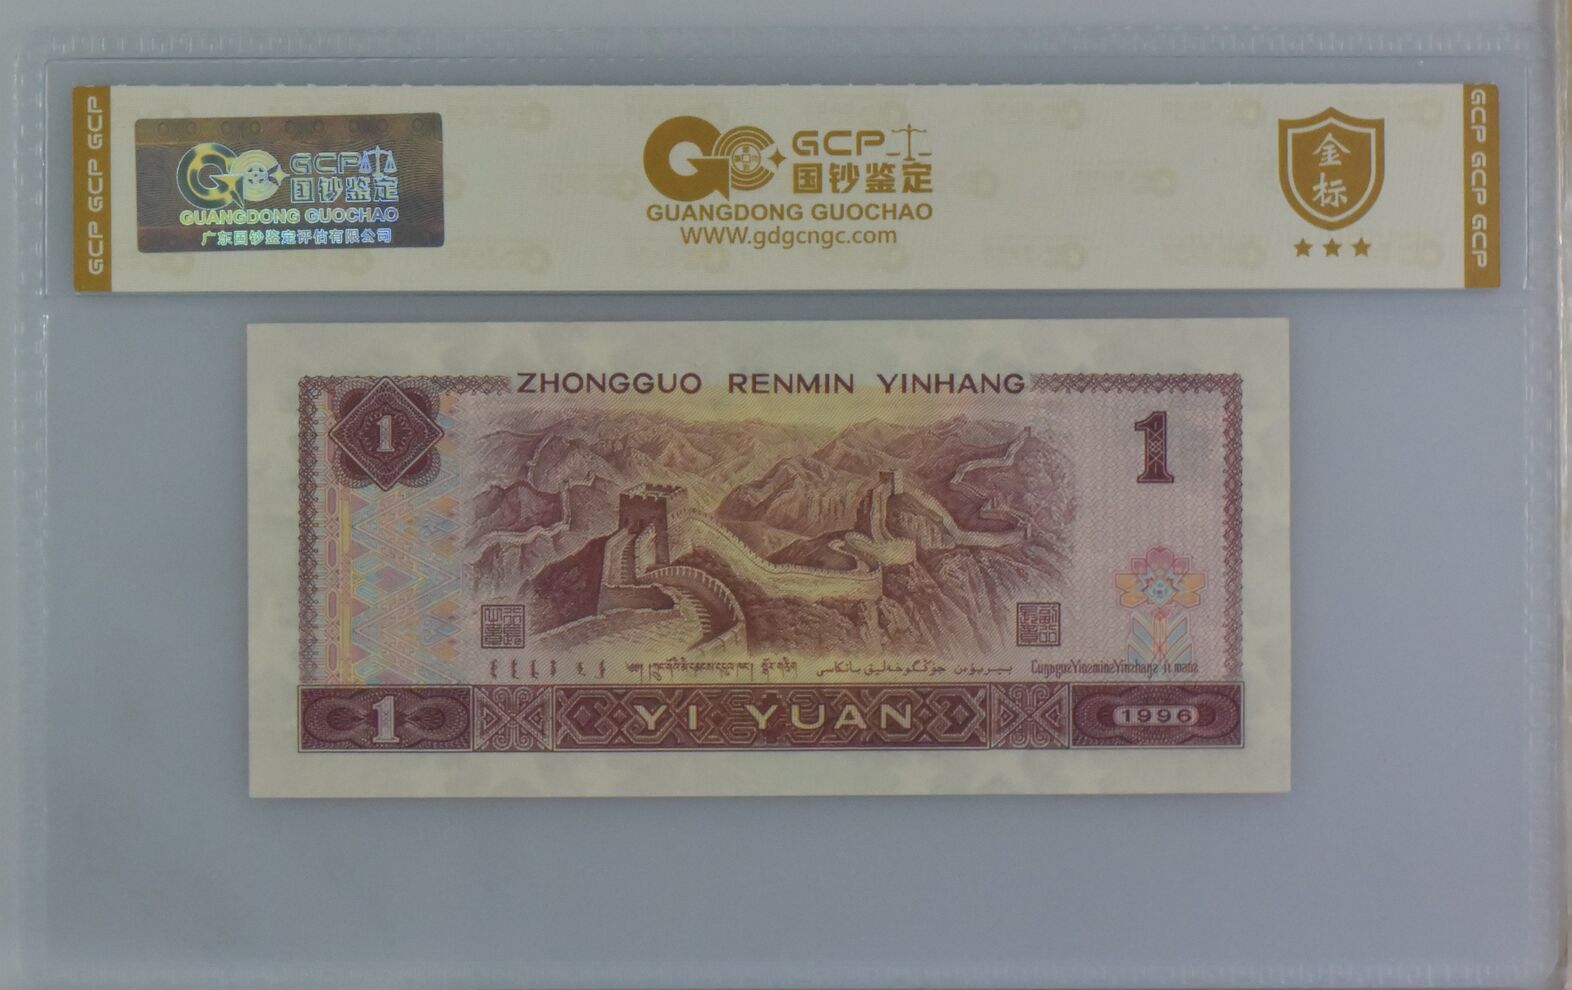 GCP GCP GCP
GCP
国钞鉴定
GUANGDONG GUOCHAO
广东国钞鉴定评估有限公司
GCP
国钞鉴定
GUANGDONG GUOCHAO
WWW.gdgcngc.com
金
标
GCP GCP GCP
ZHONGGUO RENMIN YINHANG
1
1
YI YUAN
1
1996